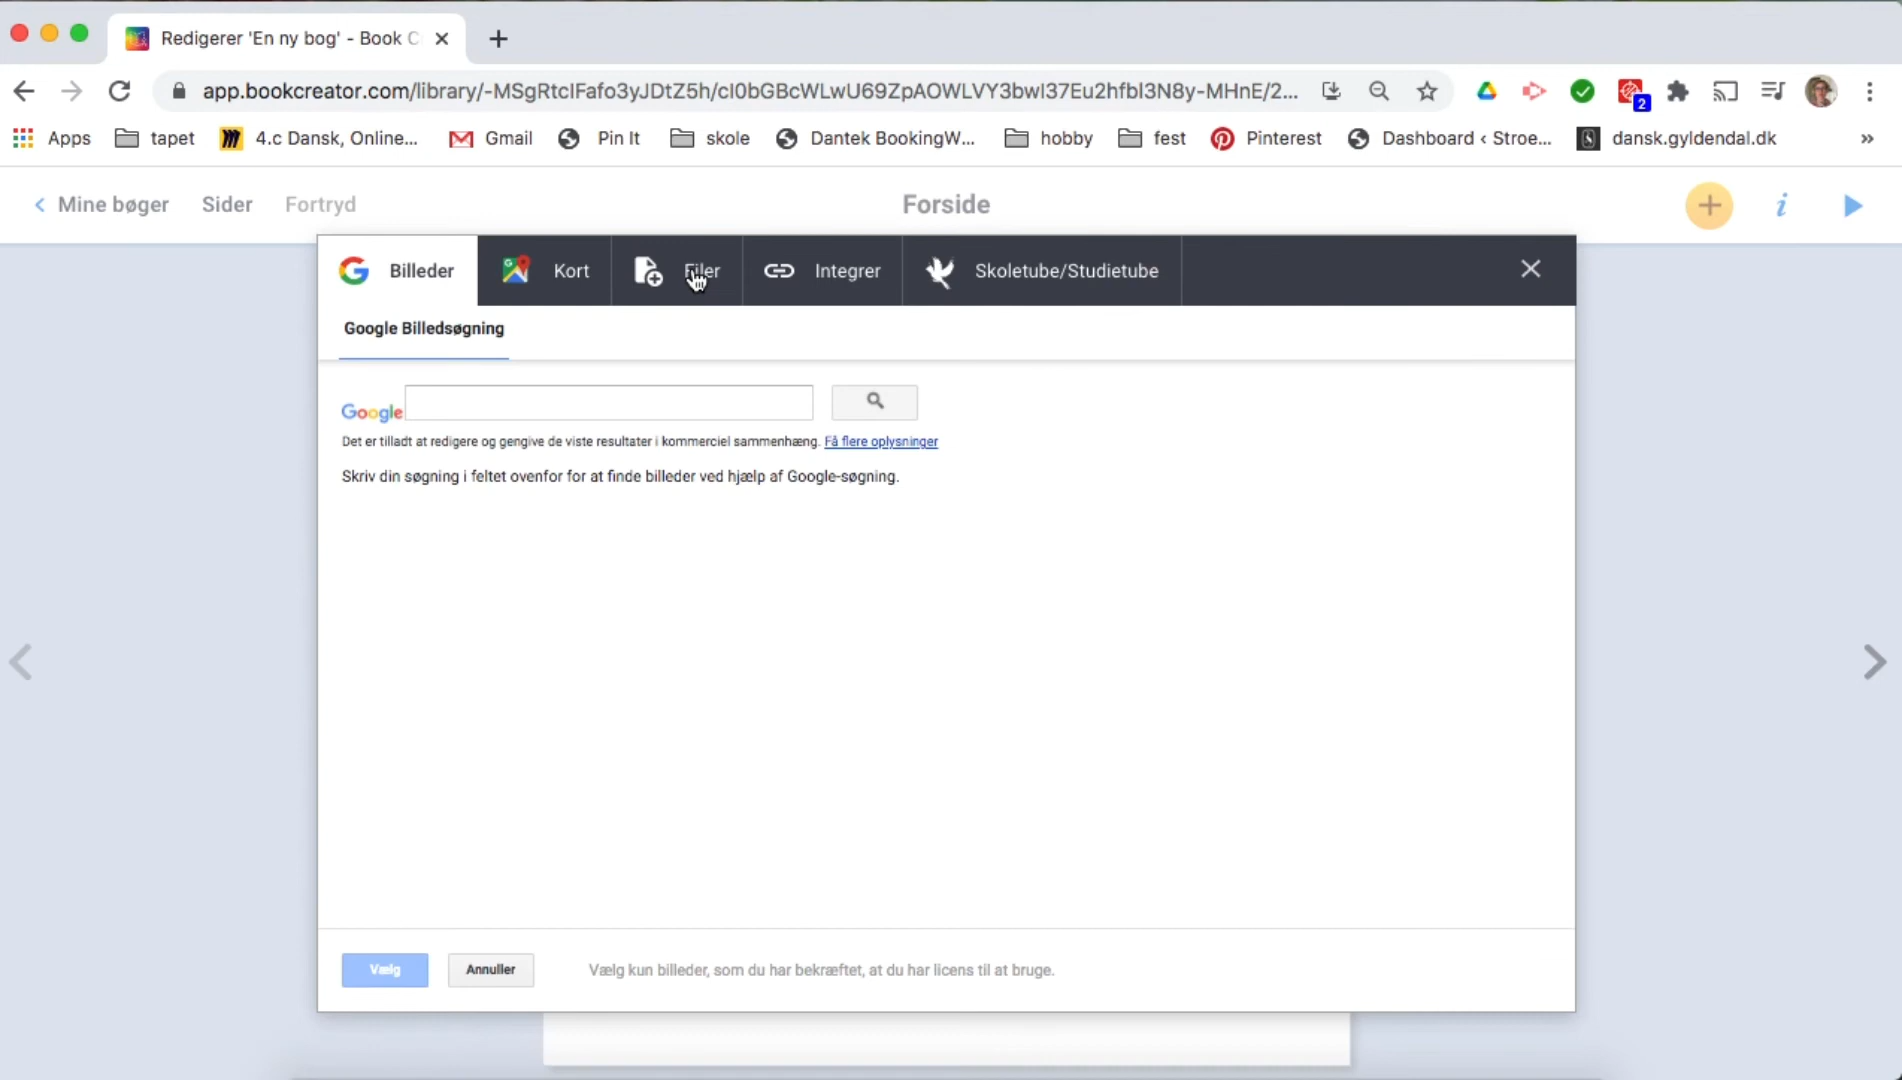 Redigerer 'En ny bog' - Book C
app.bookcreator.com/library/-MSgRtcIFafo3yJDtZ5h/cI0bGBcWLwU69ZpAOWLVY3bwI37Eu2hfbI3N8y-MHnE/2...
2
Apps
tapet
4.c Dansk, Online...
Gmail
Pin It
skole
Dantek BookingW...
hobby
fest
Pinterest
Dashboard < Stroe...
dansk.gyldendal.dk
»
Mine bøger
Sider
Fortryd
Forside
Billeder
Kort
Filer
Integrer
Skoletube/Studietube
Google Billedsøgning
Google
Det er tilladt at redigere og gengive de viste resultater i kommerciel sammenhæng. Få flere oplysninger
Skriv din søgning i feltet ovenfor for at finde billeder ved hjælp af Google-søgning.
Vælg
Annuller
Vælg kun billeder, som du har bekræftet, at du har licens til at bruge.